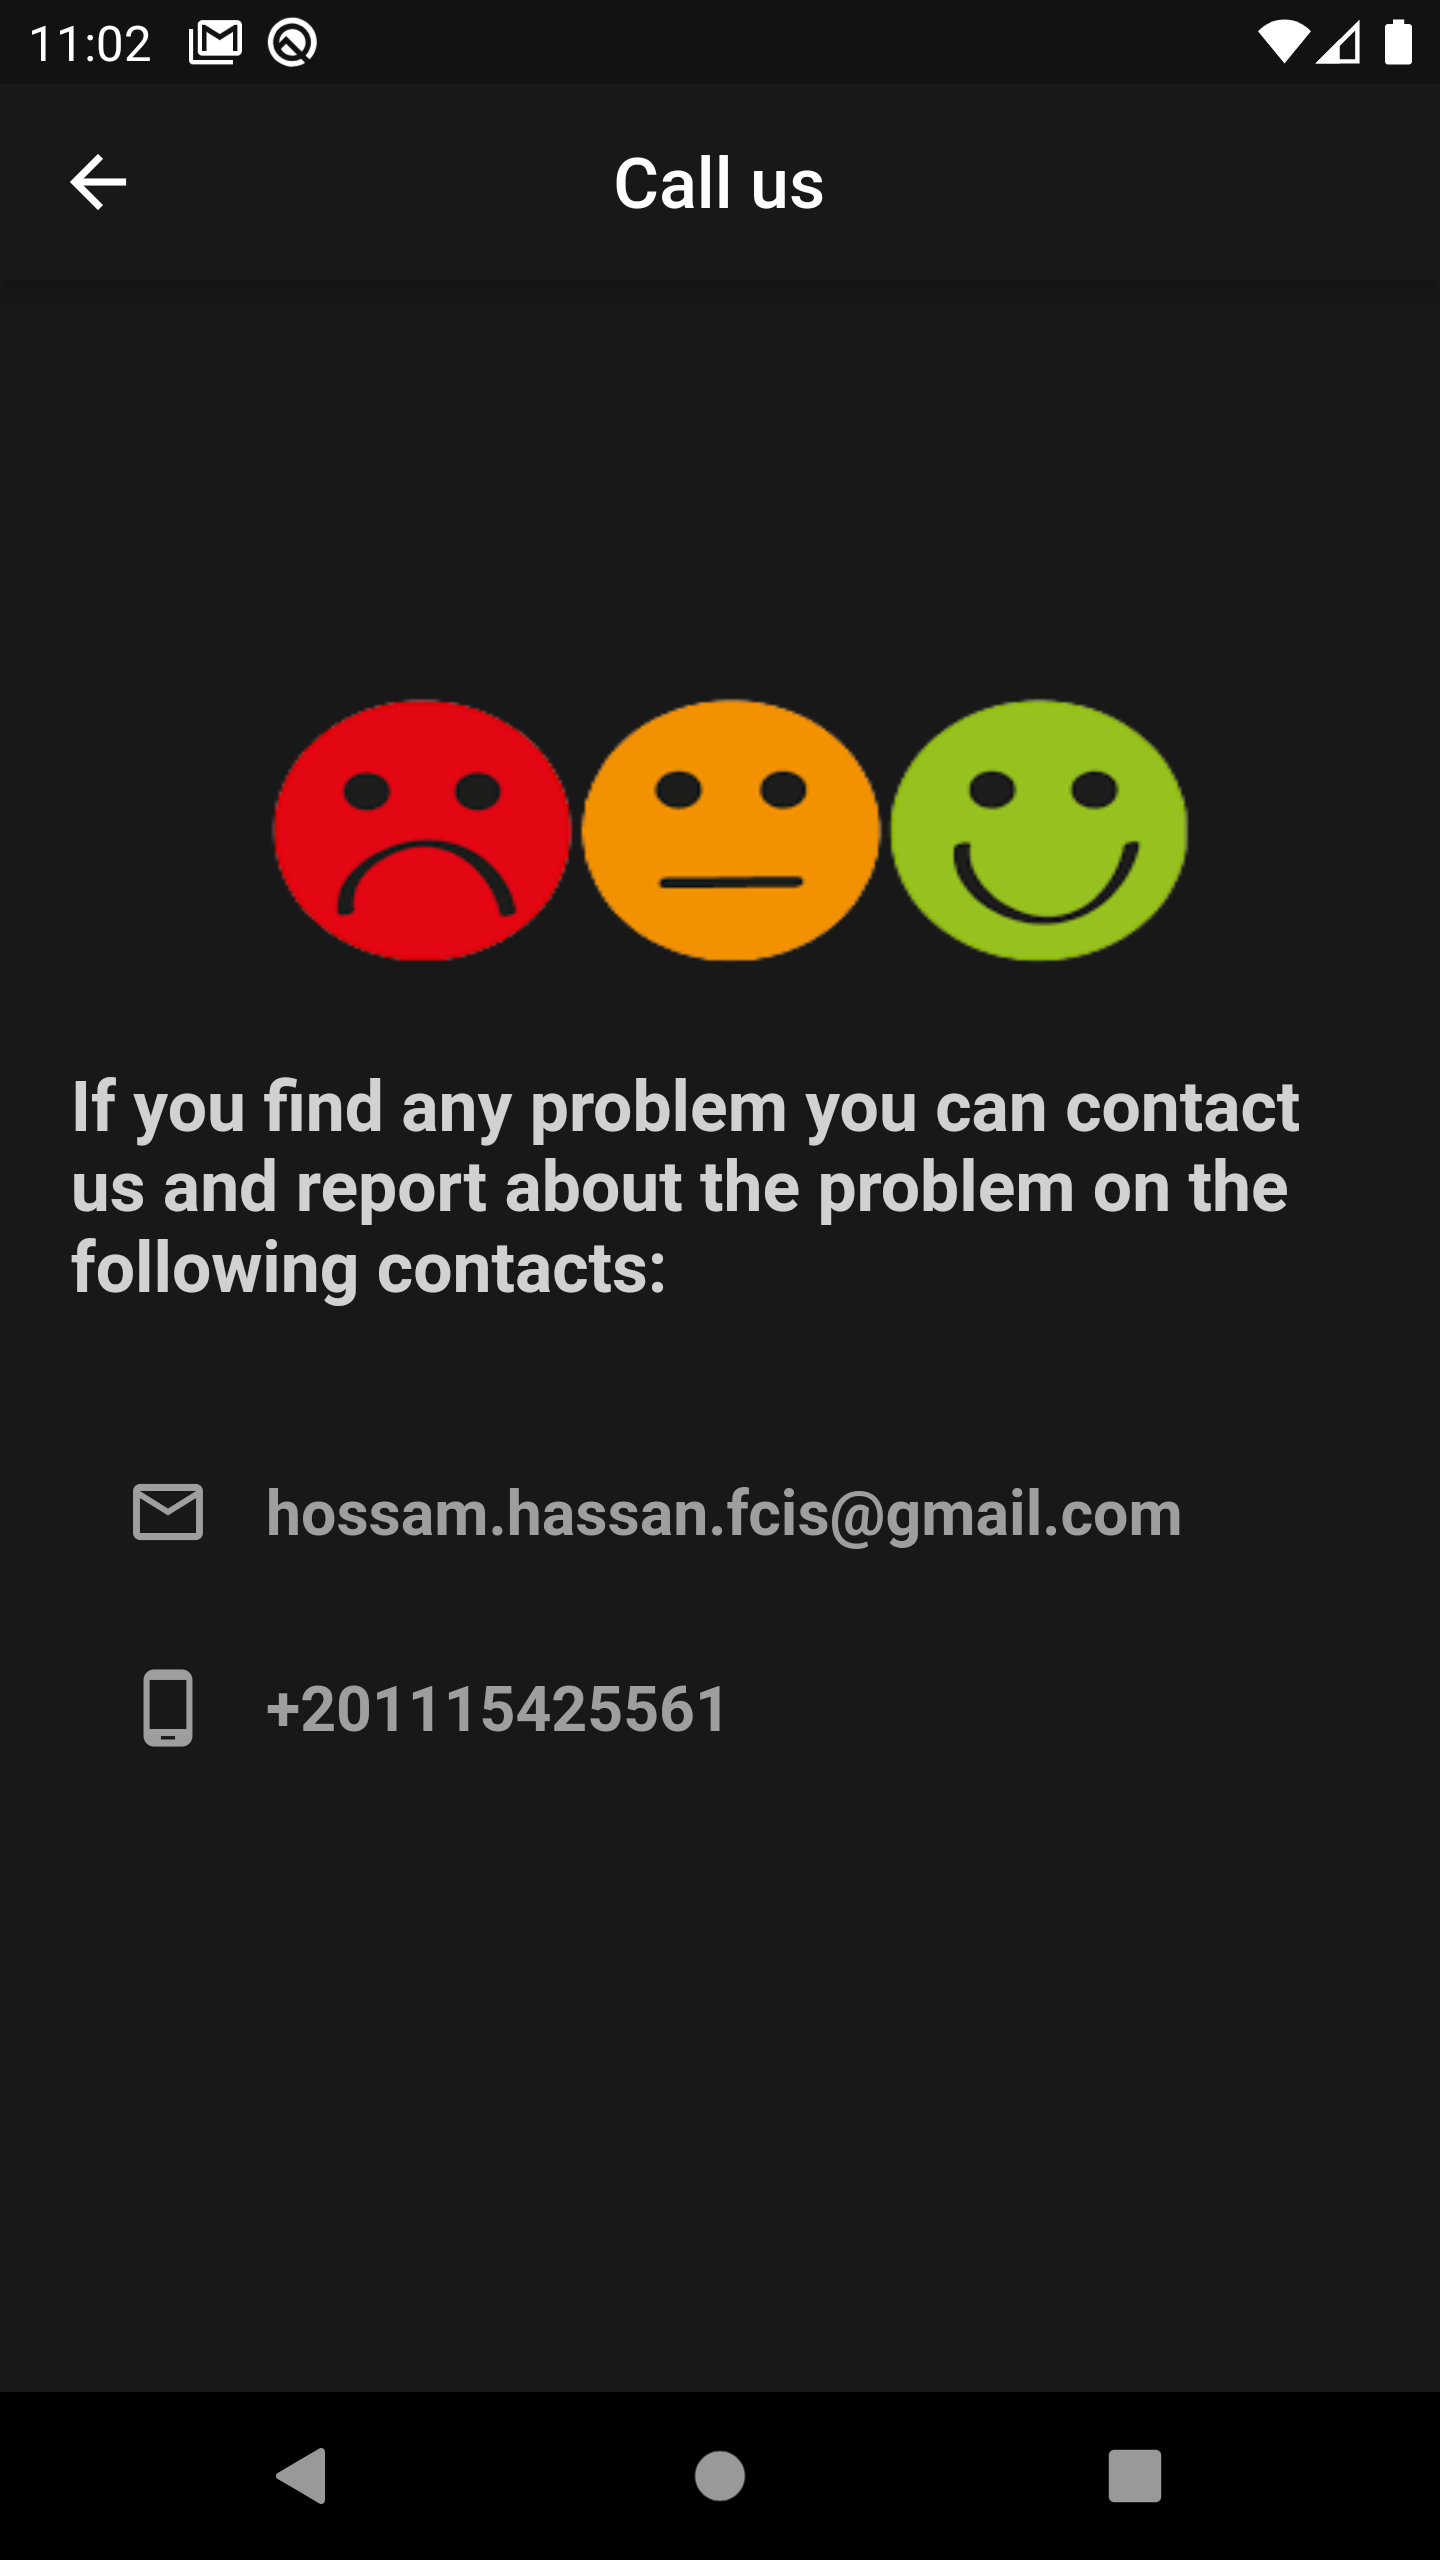 11:02
Call us
If you find any problem you can contact
us and report about the problem on the
following contacts:
hossam.hassan.fcis@gmail.com
+201115425561